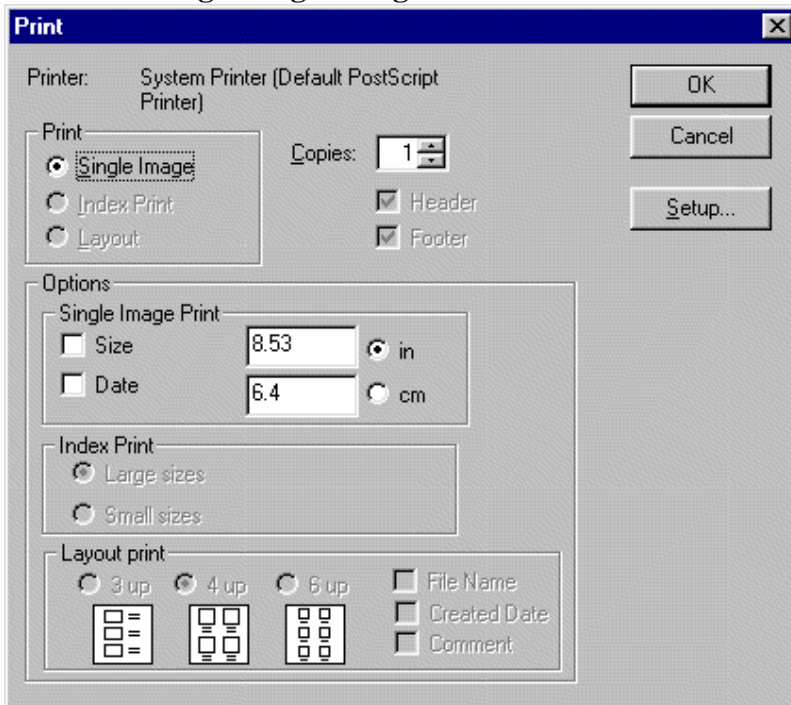 Print
Printer: System Printer (Default PostScript
Printer)
OK
Cancel
Setup...
Print
Single Image
Index Print
Layout
Copies: 1
Header
Footer
Options
Single Image Print
Size 8.53 in
Date 6.4 cm
Index Print
Large sizes
Small sizes
Layout print
3 up 4 up 6 up
File Name
Created Date
Comment